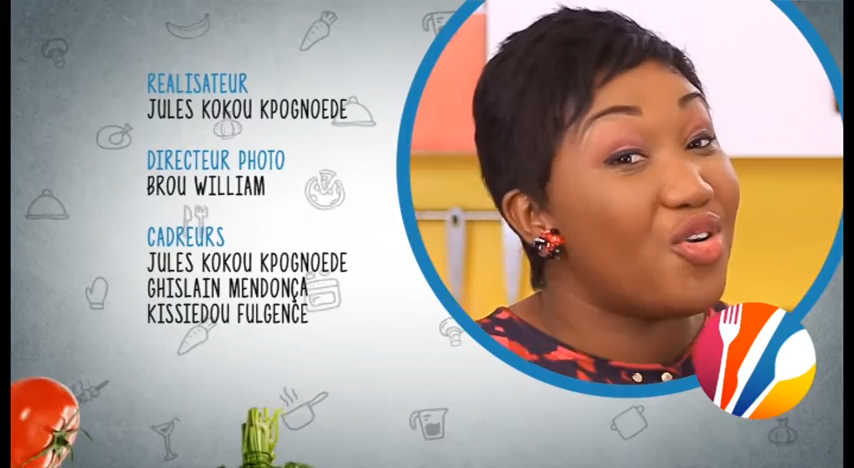 REALISATEUR
JULES KOKOU KPOGNOEDE
DIRECTEUR PHOTO
BROU WILLIAM
CADREURS
JULES KOKOU KPOGNOEDE
GHISLAIN MENDONÇA
KISSIEDOU FULGENCE